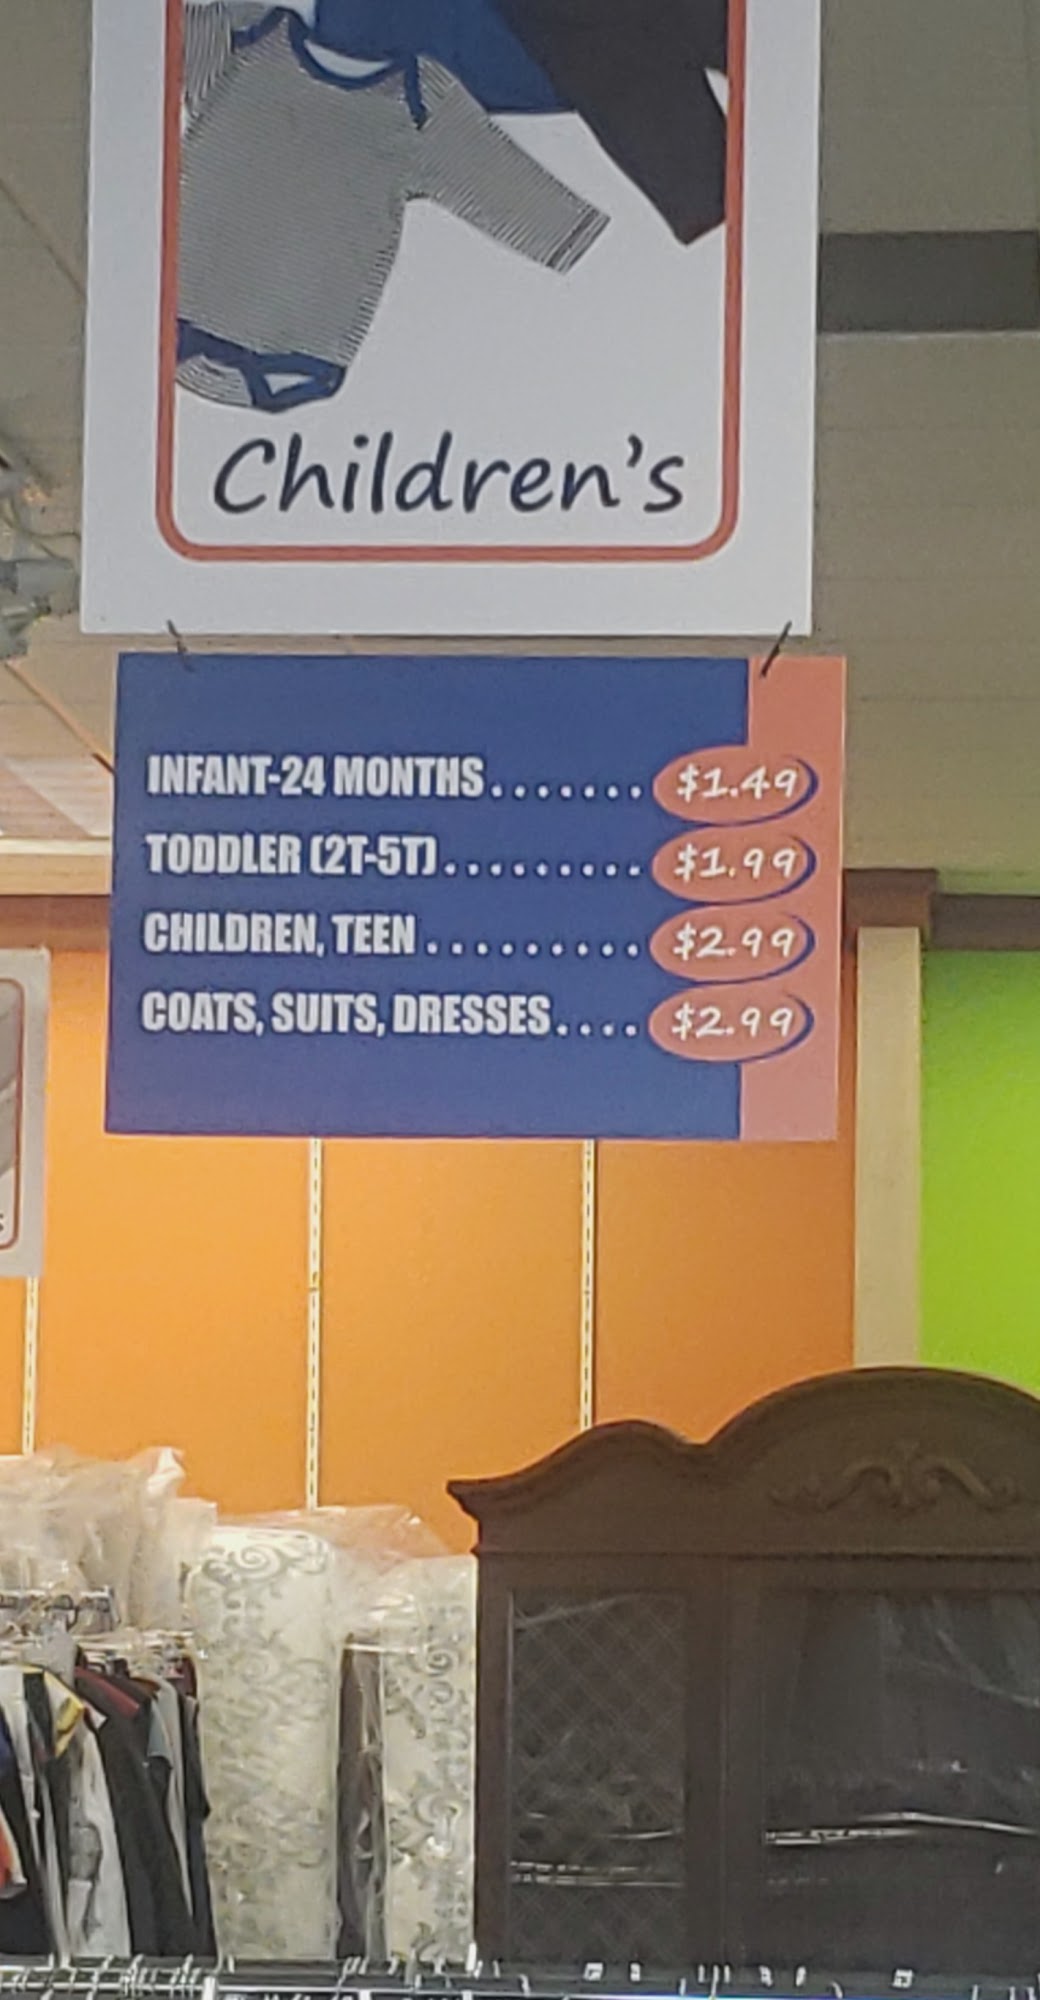 Children's
INFANT-24 MONTHS....... $1.49
TODDLER (2T-5T)......... $1.99
CHILDREN, TEEN ......... $2.99
COATS, SUITS, DRESSES.... $2.99